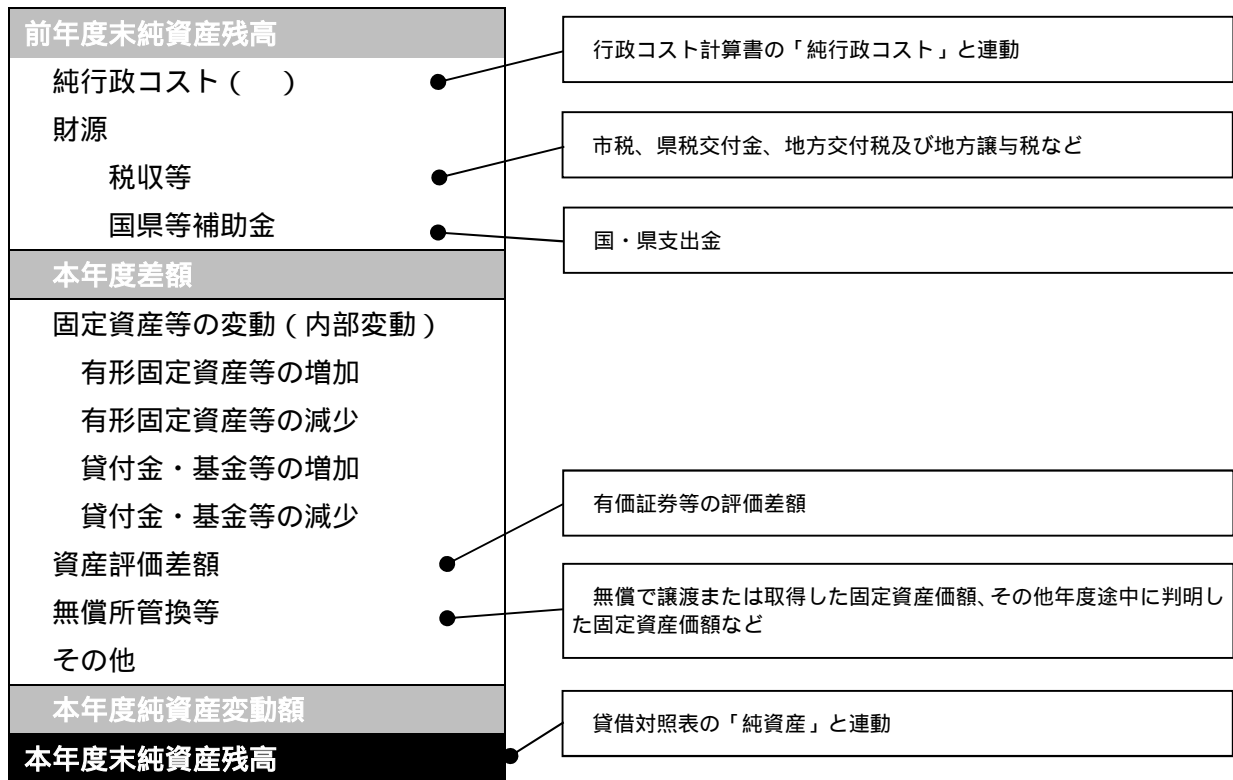 前年度末純資産残高
行政コスト計算書の「純行政コスト」と連動
純行政コスト(　)
財源
市税、県税交付金、地方交付税及び地方譲与税など
税収等
国県等補助金
国・県支出金
本年度差額
固定資産等の変動(内部変動)
有形固定資産等の増加
有形固定資産等の減少
貸付金・基金等の増加
有価証券等の評価差額
貸付金・基金等の減少
資産評価差額
無償で譲渡または取得した固定資産価額、その他年度途中に判明し
た固定資産価額など
無償所管換等
その他
本年度純資産変動額
貸借対照表の「純資産」と連動
本年度末純資産残高